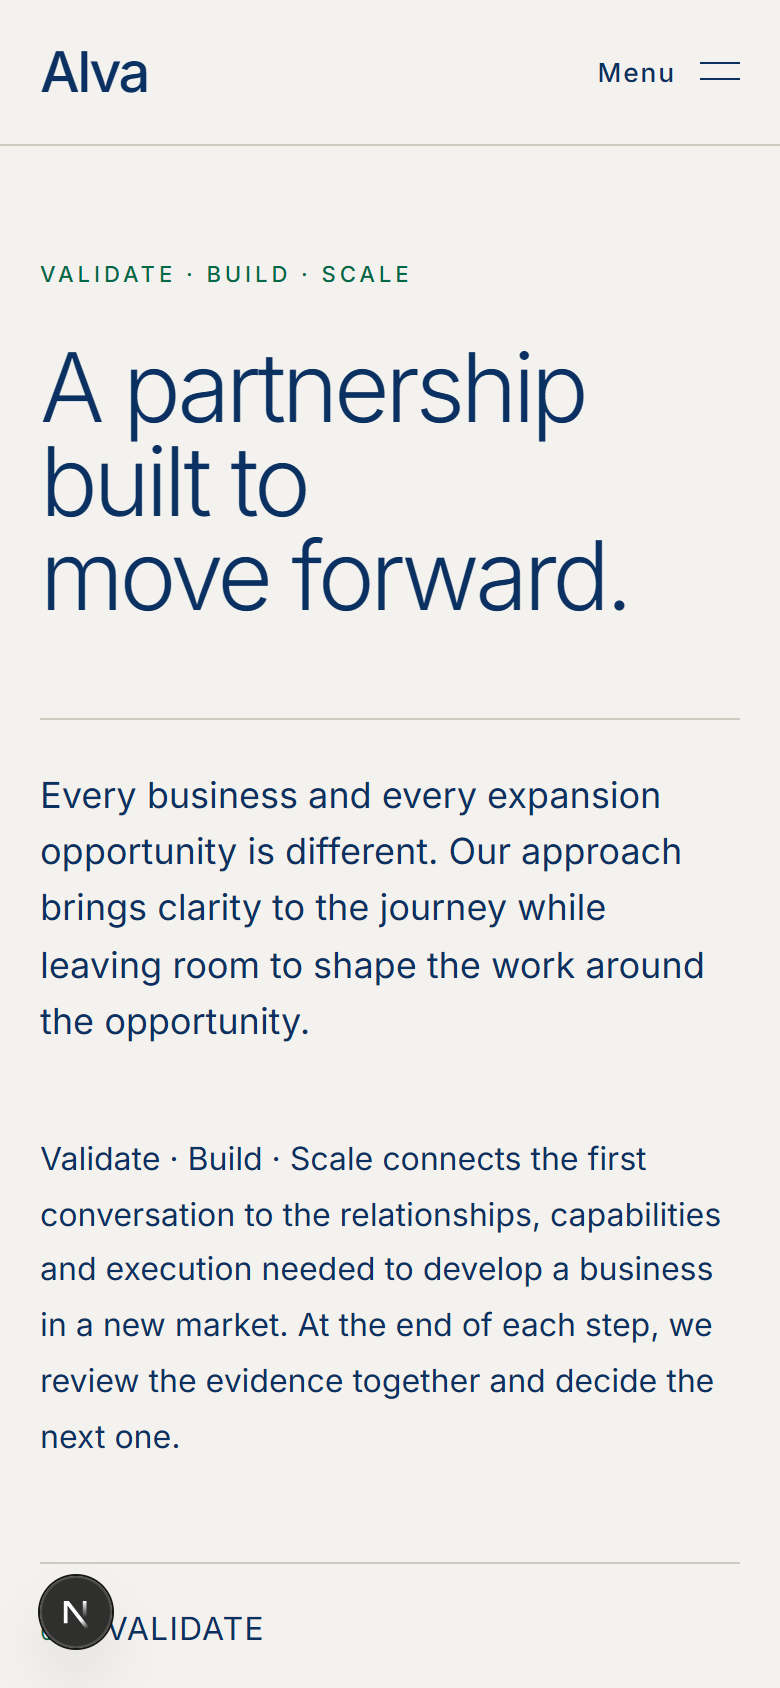 Alva
Menu
VALIDATE · BUILD · SCALE
A partnership
built to
move forward.
Every business and every expansion
opportunity is different. Our approach
brings clarity to the journey while
leaving room to shape the work around
the opportunity.
Validate · Build · Scale connects the first
conversation to the relationships, capabilities
and execution needed to develop a business
in a new market. At the end of each step, we
review the evidence together and decide the
next one.
N
VALIDATE